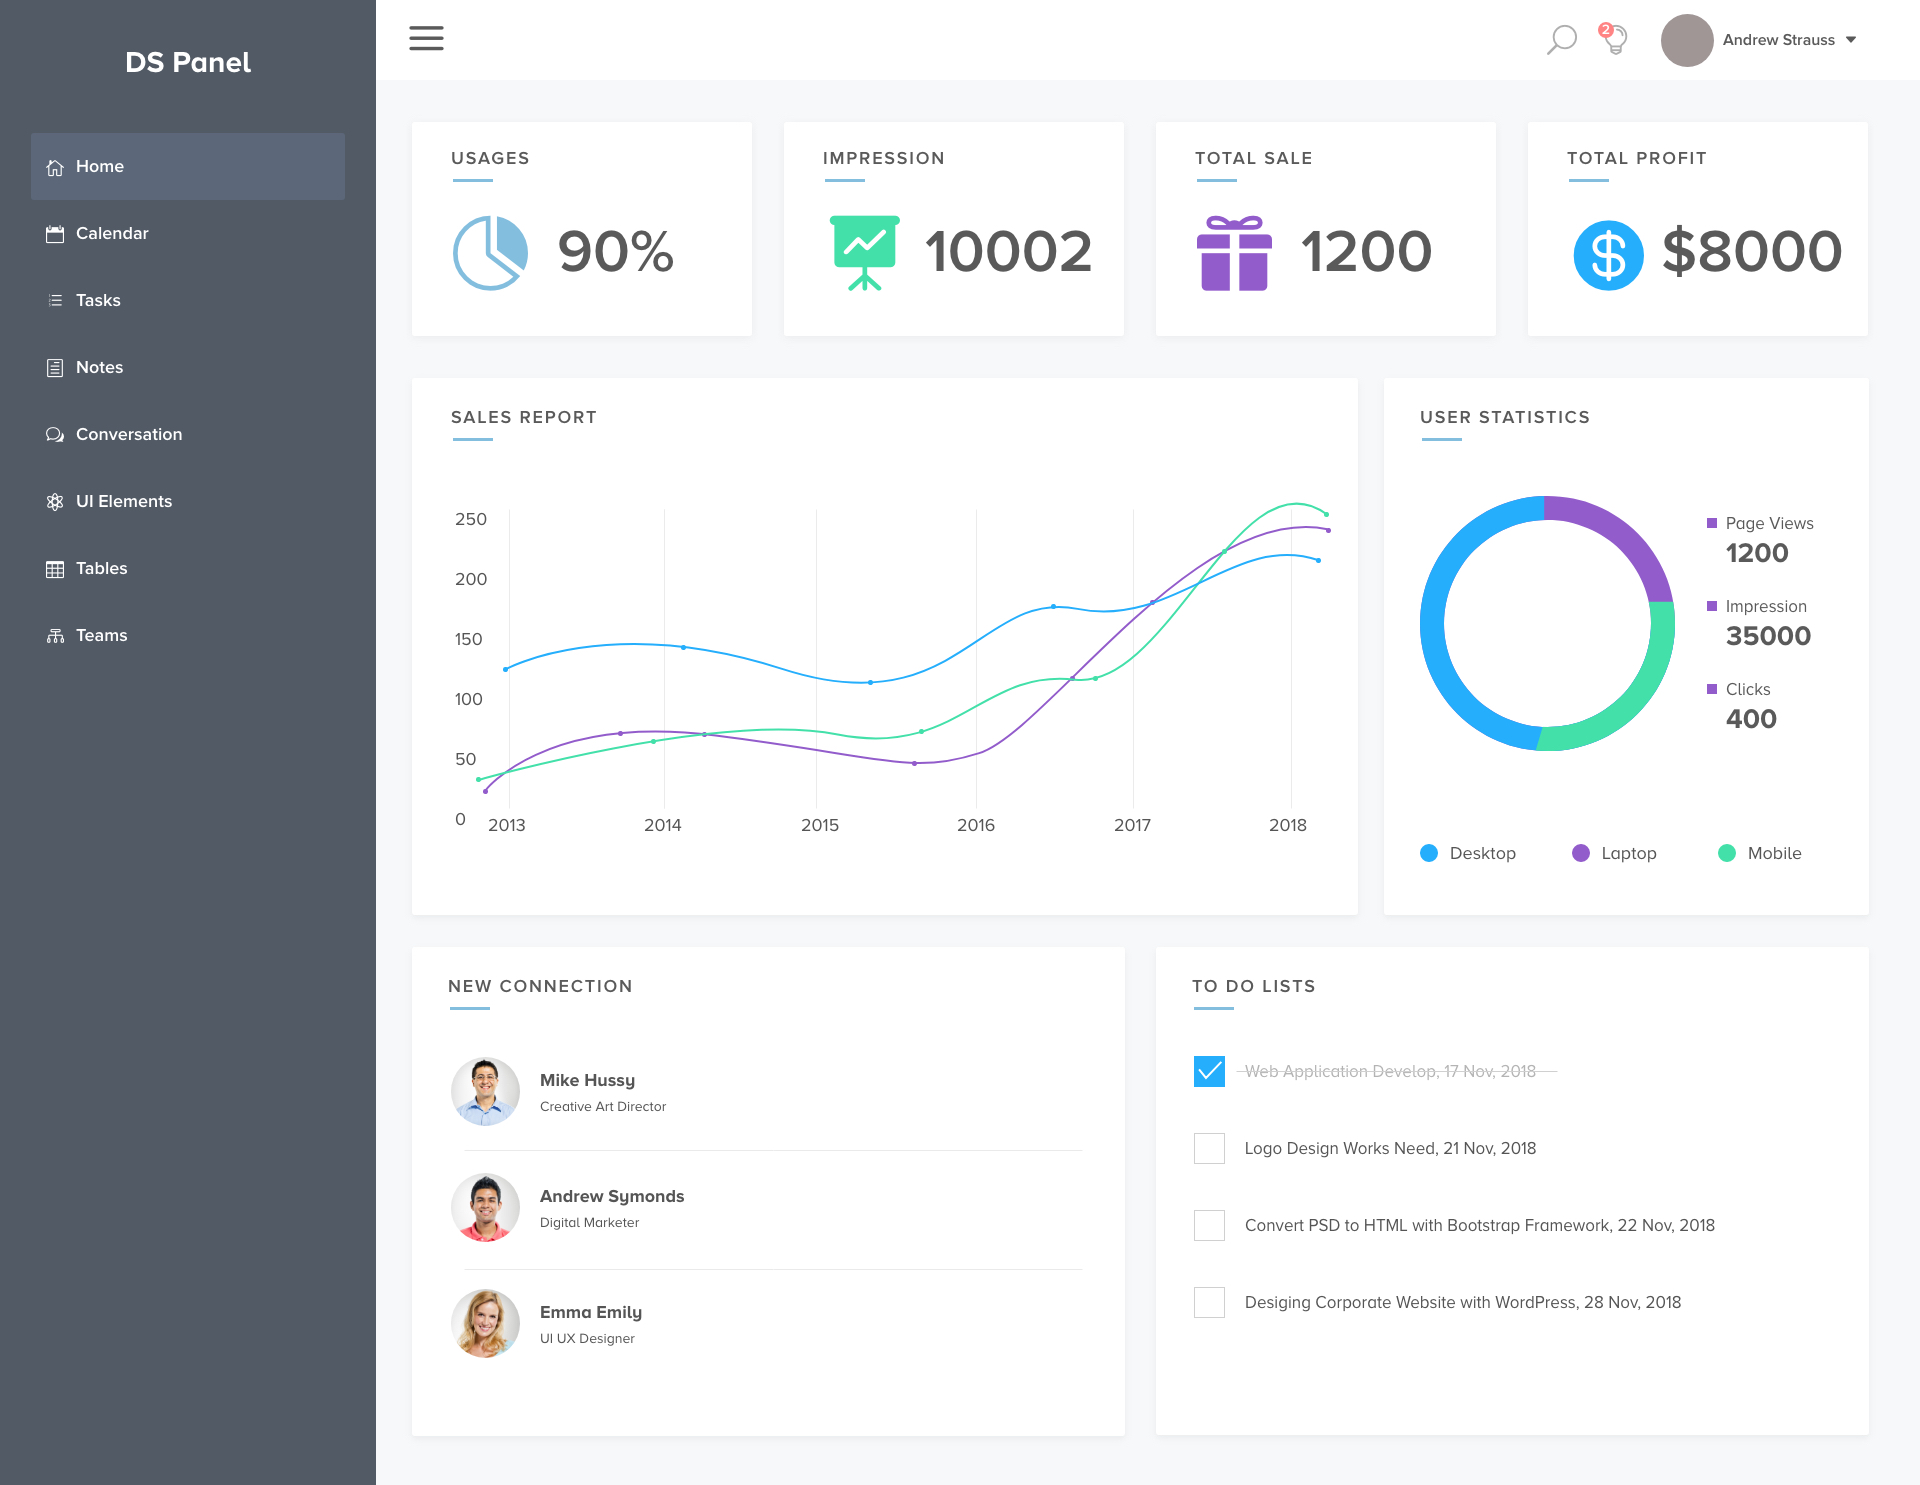 DS Panel
Home
Calendar
Tasks
Notes
Conversation
UI Elements
Tables
Teams
2
Andrew Strauss
USAGES
90%
IMPRESSION
10002
TOTAL SALE
1200
TOTAL PROFIT
$8000
SALES REPORT
250
200
150
100
50
0
2013 2014 2015 2016 2017 2018
USER STATISTICS
Page Views
1200
Impression
35000
Clicks
400
Desktop Laptop Mobile
NEW CONNECTION
Mike Hussy
Creative Art Director
Andrew Symonds
Digital Marketer
Emma Emily
UI UX Designer
TO DO LISTS
Web Application Develop, 17 Nov, 2018
Logo Design Works Need, 21 Nov, 2018
Convert PSD to HTML with Bootstrap Framework, 22 Nov, 2018
Desiging Corporate Website with WordPress, 28 Nov, 2018